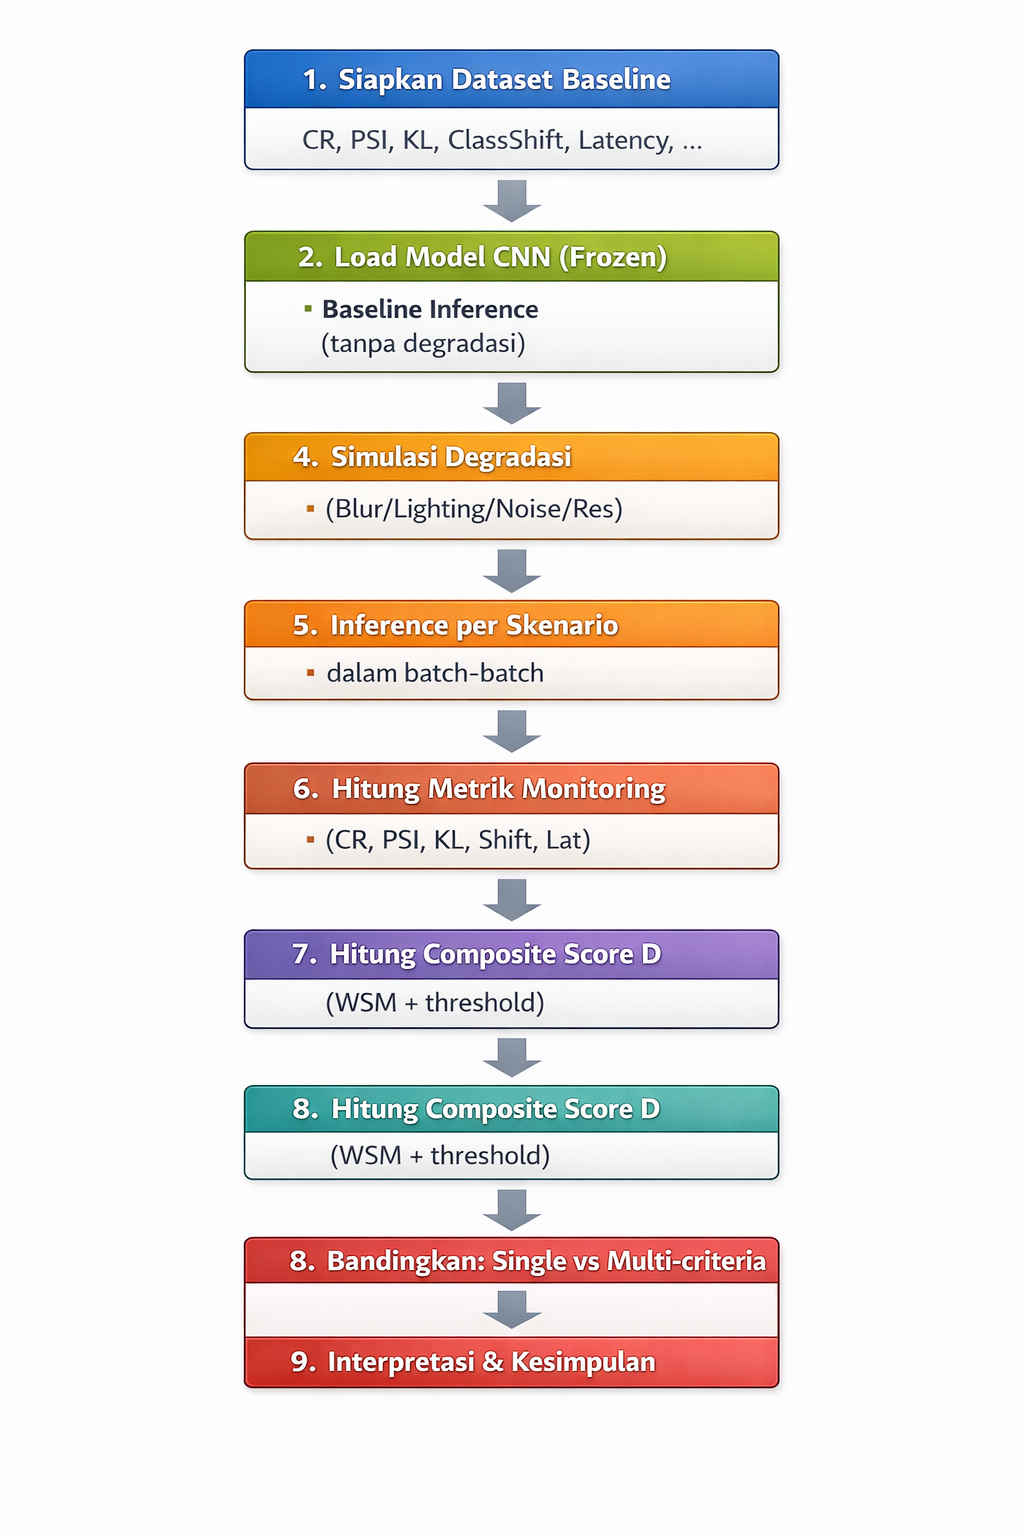 1. Siapkan Dataset Baseline
CR, PSI, KL, ClassShift, Latency, ...
2. Load Model CNN (Frozen)
▪ Baseline Inference
(tanpa degradasi)
4. Simulasi Degradasi
▪ (Blur/Lighting/Noise/Res)
5. Inference per Skenario
▪ dalam batch-batch
6. Hitung Metrik Monitoring
▪ (CR, PSI, KL, Shift, Lat)
7. Hitung Composite Score D
(WSM + threshold)
8. Hitung Composite Score D
(WSM + threshold)
8. Bandingkan: Single vs Multi-criteria
9. Interpretasi & Kesimpulan